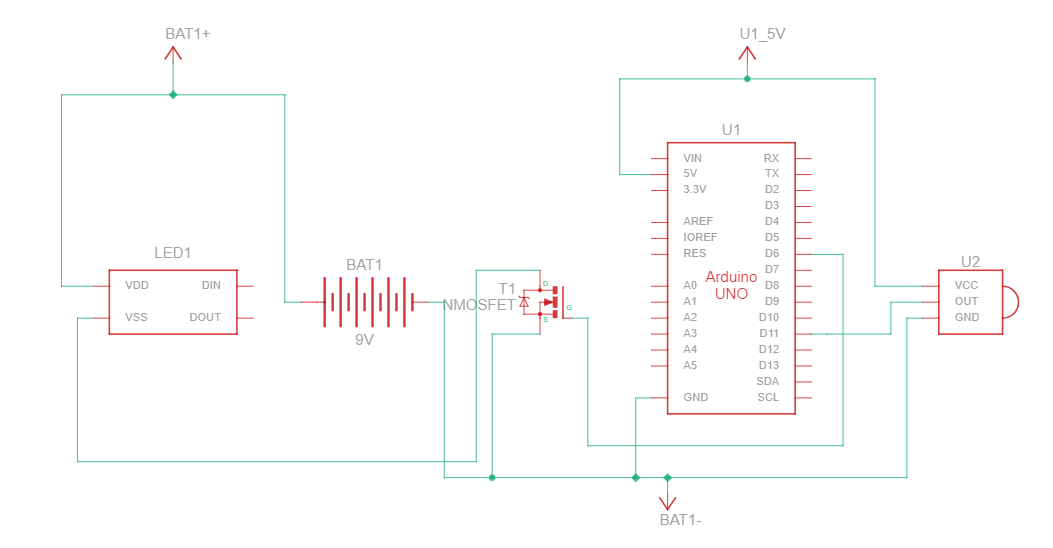 BAT1+
U1_5V
U1
VIN RX
5V TX
3.3V D2
D3
AREF D4
IOREF D5
RES D6
D7
A0 D8
A1 D9
A2 D10
A3 D11
A4 D12
A5 D13
SDA
GND SCL
Arduino
UNO
LED1
VDD DIN
VSS DOUT
BAT1
9V
T1
NMOSFET
D
G
S
U2
VCC
OUT
GND
BAT1-